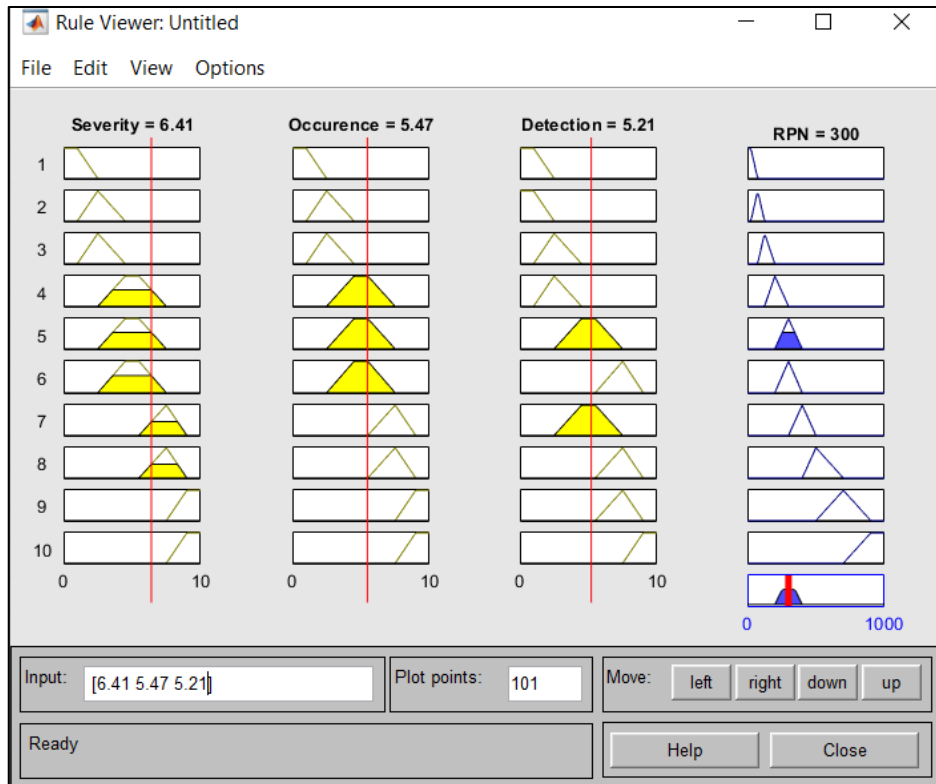 Rule Viewer: Untitled
File Edit View Options
Severity = 6.41 Occurence = 5.47 Detection = 5.21 RPN = 300
1
2
3
4
5
6
7
8
9
10
0 10 0 10 0 10
0 1000
Input: [6.41 5.47 5.21] Plot points: 101 Move: left right down up
Ready Help Close